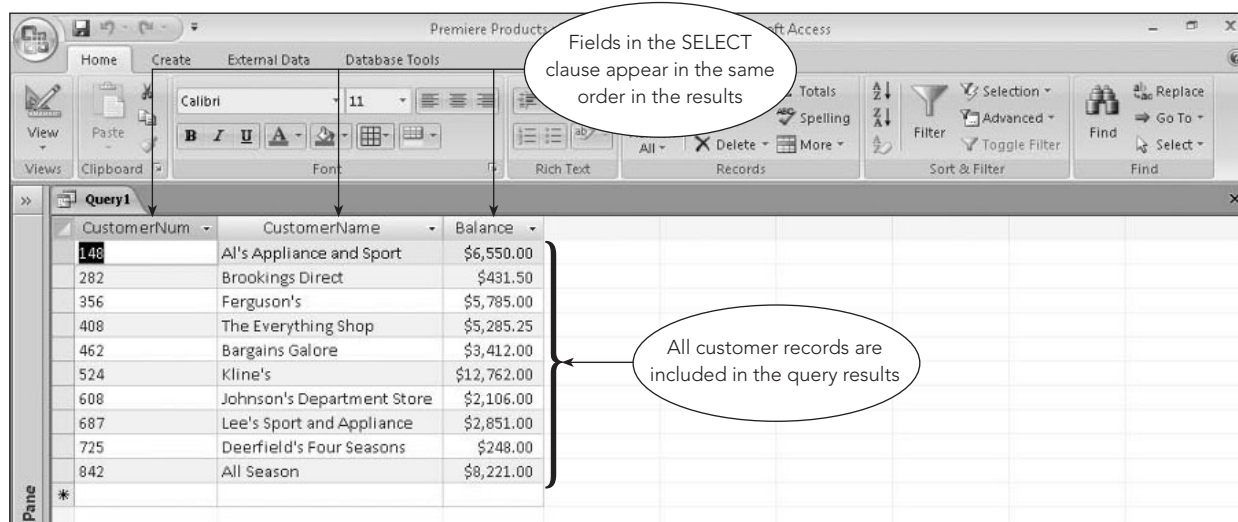 Premiere Products
ft Access
Home Create External Data Database Tools
Fields in the SELECT
clause appear in the same
order in the results
View
Paste
Calibri 11
B I U A
All
Totals
Spelling
Delete More
Filter
Selection
Advanced
Toggle Filter
Find
Replace
Go To
Select
Views Clipboard Font Rich Text Records Sort & Filter Find
Query1
CustomerNum CustomerName Balance
148 Al's Appliance and Sport $6,550.00
282 Brookings Direct $431.50
356 Ferguson's $5,785.00
408 The Everything Shop $5,285.25
462 Bargains Galore $3,412.00
524 Kline's $12,762.00
608 Johnson's Department Store $2,106.00
687 Lee's Sport and Appliance $2,851.00
725 Deerfield's Four Seasons $248.00
842 All Season $8,221.00
All customer records are
included in the query results
Pane